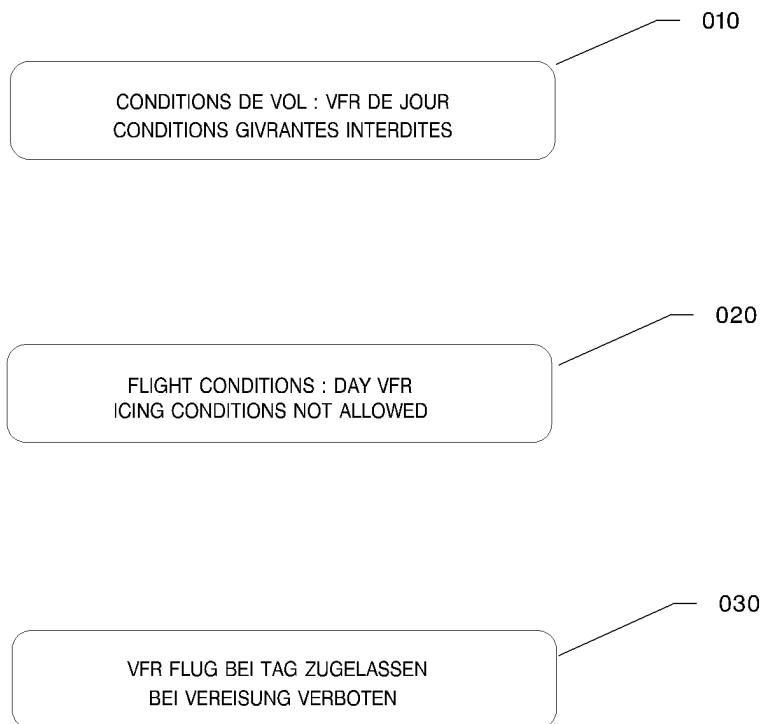 010
CONDITIONS DE VOL : VFR DE JOUR
CONDITIONS GIVRANTES INTERDITES
020
FLIGHT CONDITIONS : DAY VFR
ICING CONDITIONS NOT ALLOWED
030
VFR FLUG BEI TAG ZUGELASSEN
BEI VEREISUNG VERBOTEN